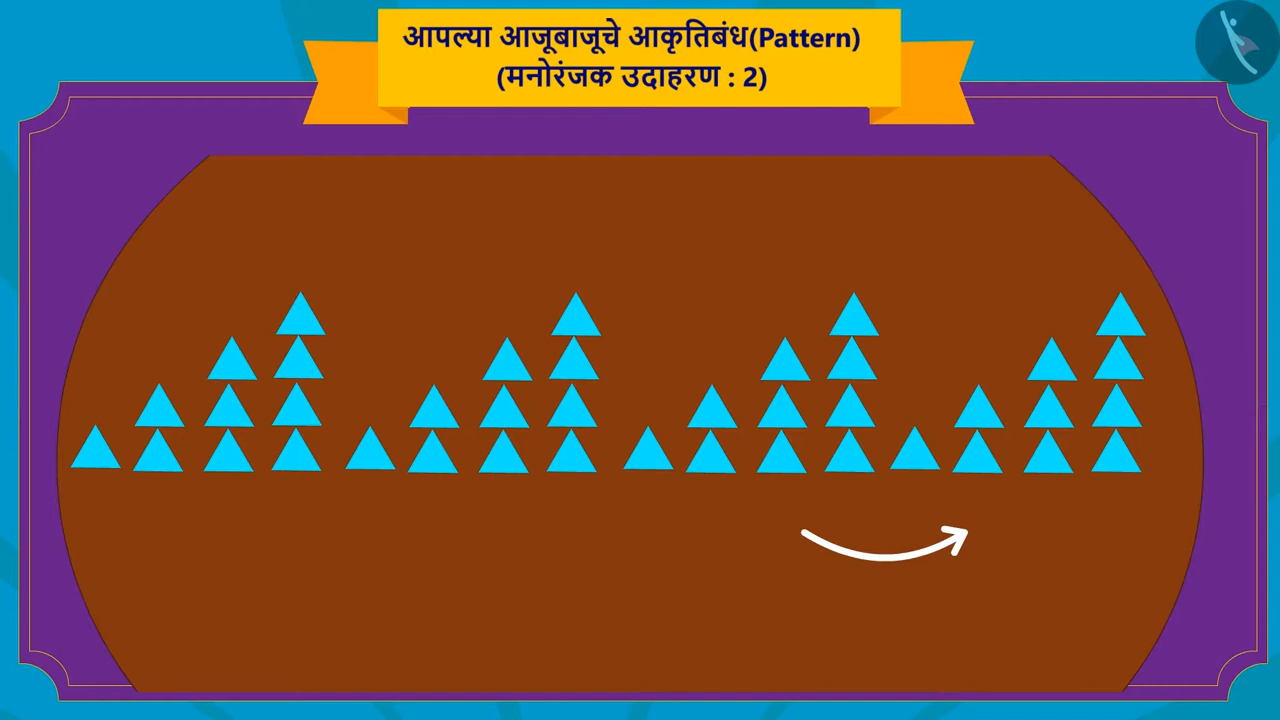 आपल्या आजूबाजूचे आकृतिबंध(Pattern)
(मनोरंजक उदाहरण : 2)